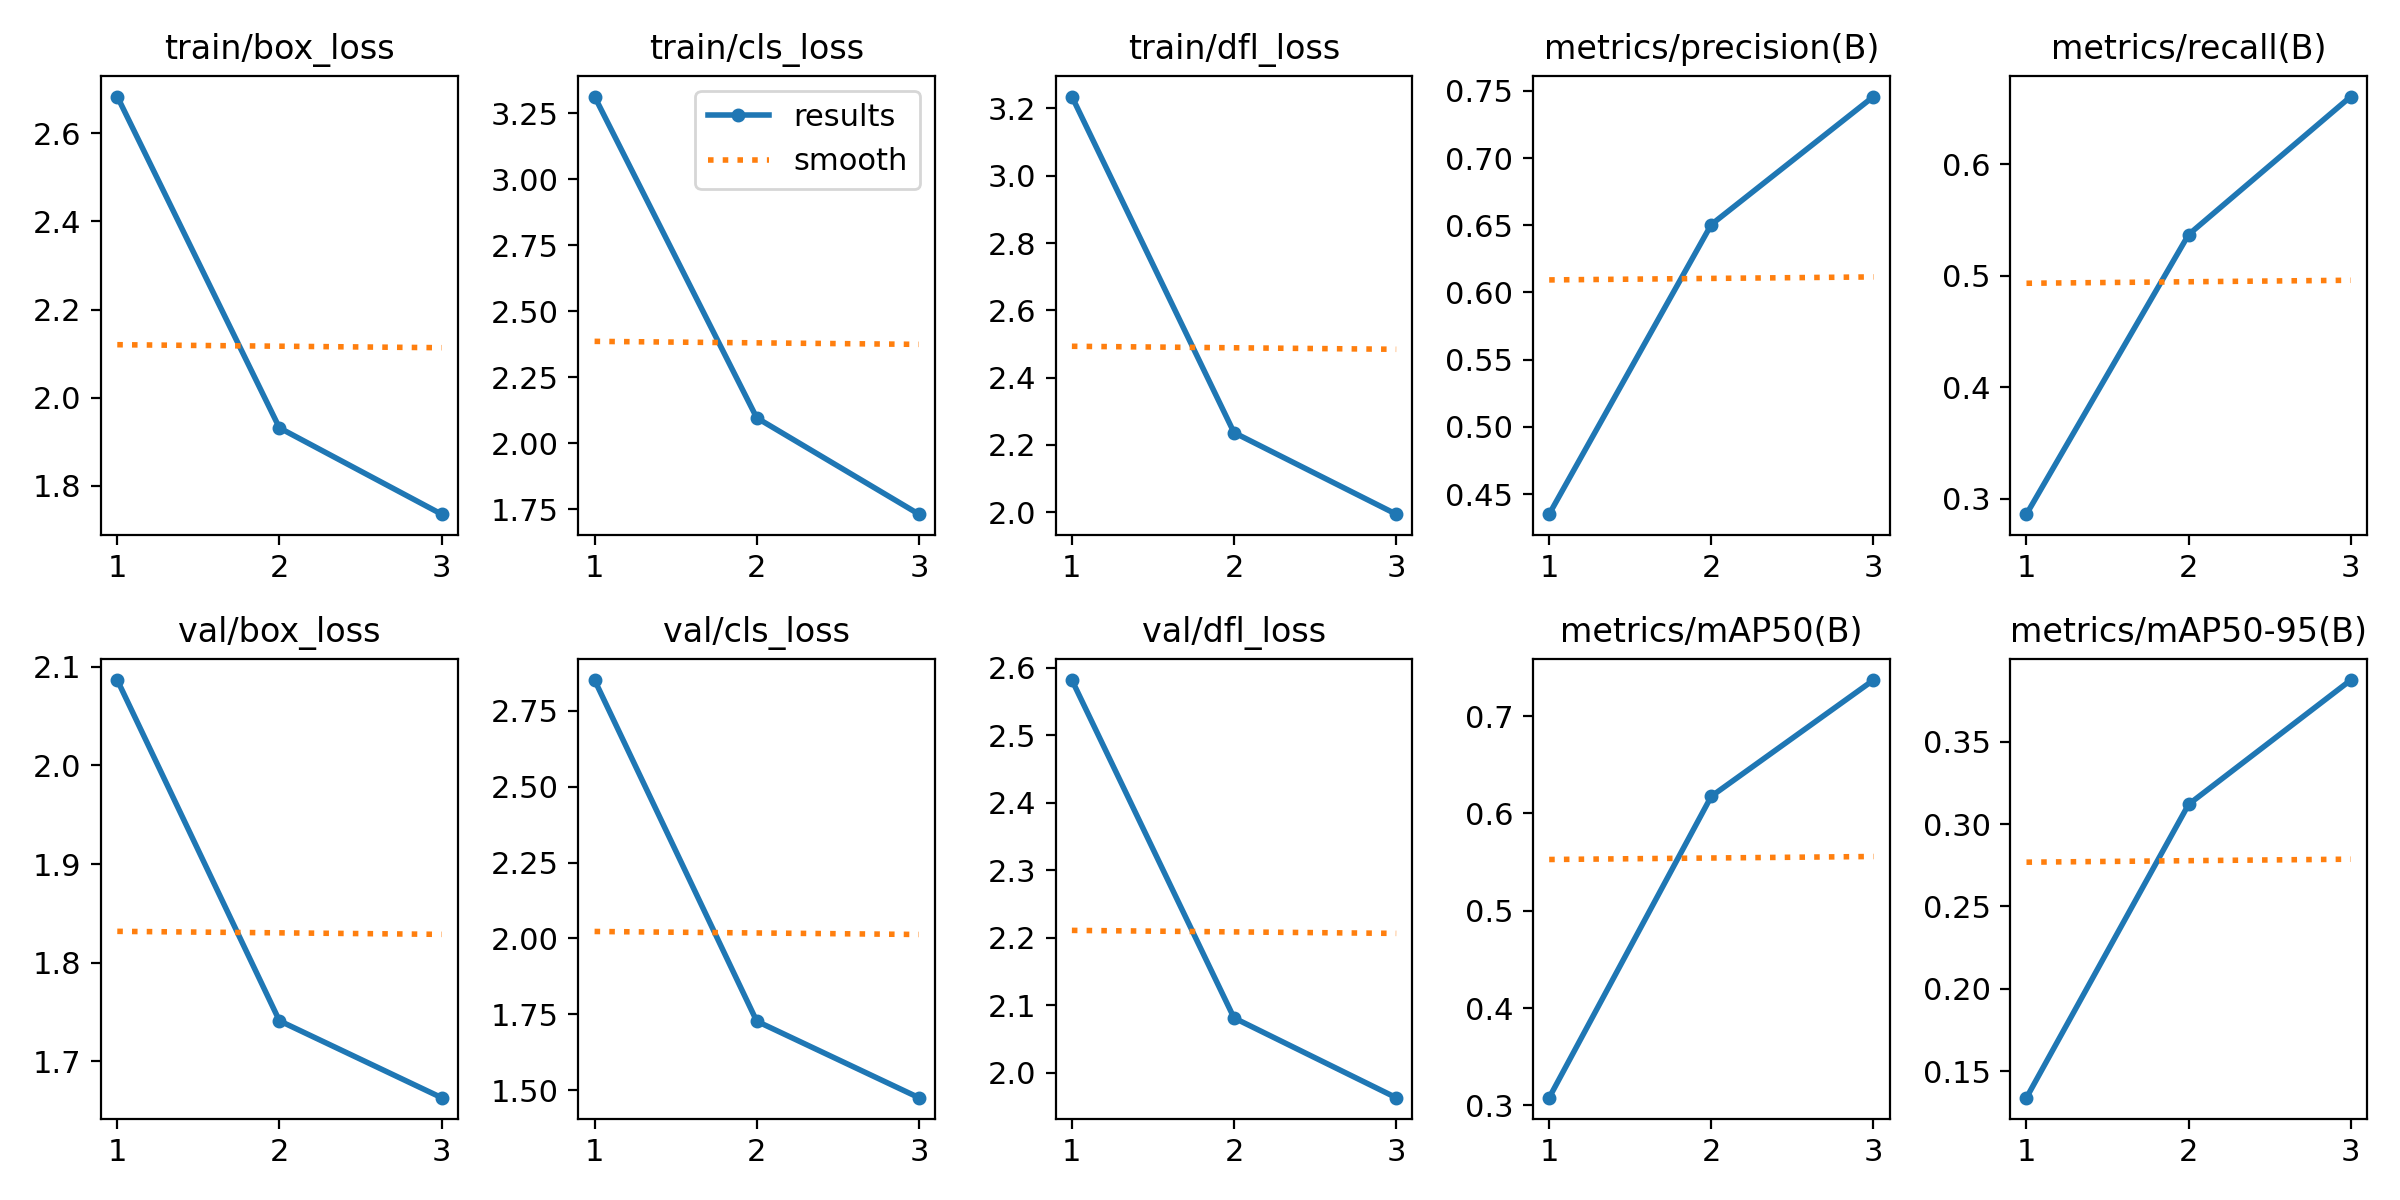 train/box_loss
2.6
2.4
2.2
2.0
1.8
1 2 3
train/cls_loss
results
smooth
3.25
3.00
2.75
2.50
2.25
2.00
1.75
1 2 3
train/dfl_loss
3.2
3.0
2.8
2.6
2.4
2.2
2.0
1 2 3
metrics/precision(B)
0.75
0.70
0.65
0.60
0.55
0.50
0.45
1 2 3
metrics/recall(B)
0.6
0.5
0.4
0.3
1 2 3
val/box_loss
2.1
2.0
1.9
1.8
1.7
1 2 3
val/cls_loss
2.75
2.50
2.25
2.00
1.75
1.50
1 2 3
val/dfl_loss
2.6
2.5
2.4
2.3
2.2
2.1
2.0
1 2 3
metrics/mAP50(B)
0.7
0.6
0.5
0.4
0.3
1 2 3
metrics/mAP50-95(B)
0.35
0.30
0.25
0.20
0.15
1 2 3